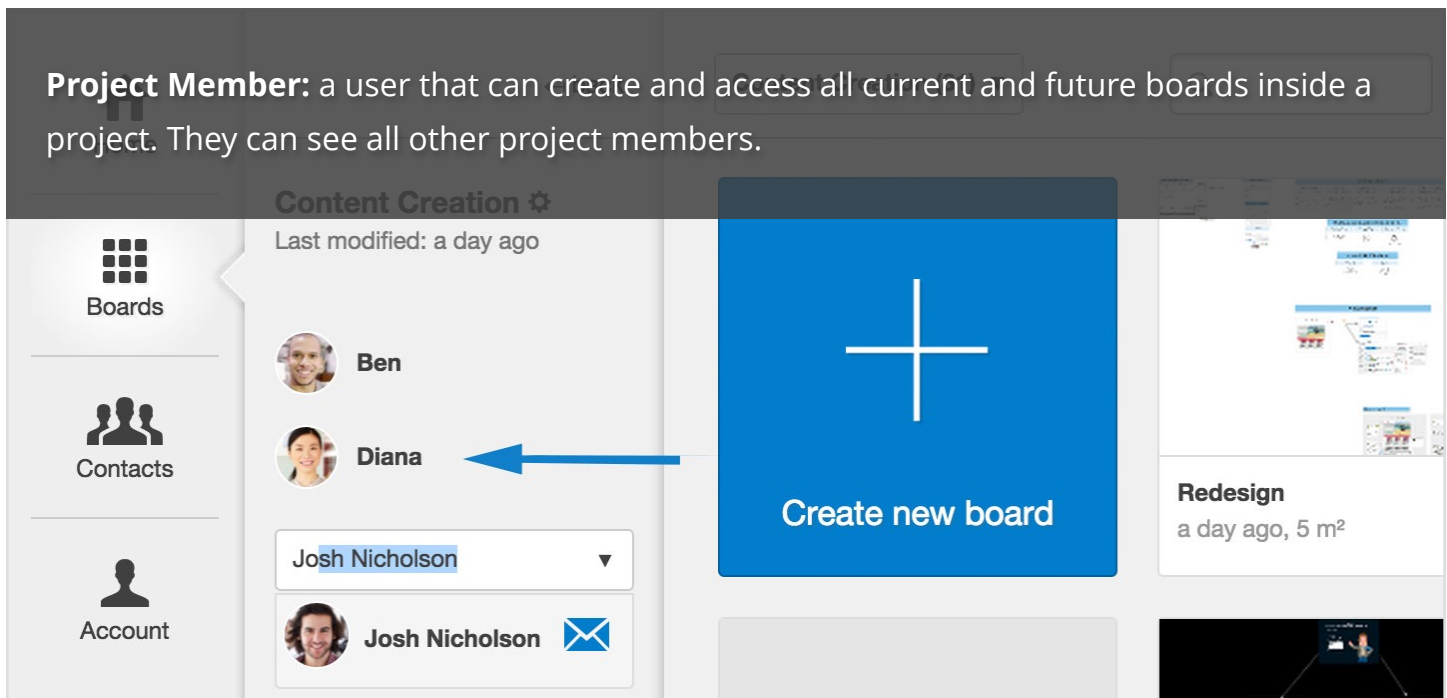 Project Member: a user that can create and access all current and future boards inside a
project. They can see all other project members.
Content Creation
Last modified: a day ago
Boards
Ben
Contacts
Diana
Create new board
Redesign
a day ago, 5 m²
Josh Nicholson
Account
Josh Nicholson